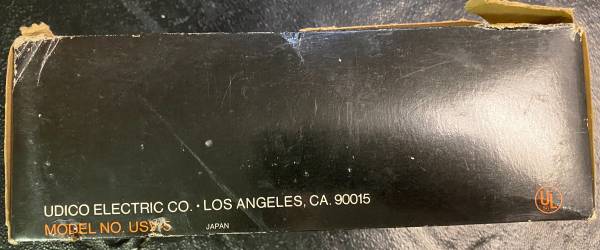 UDICO ELECTRIC CO. • LOS ANGELES, CA. 90015
UL
MODEL NO. JAPAN